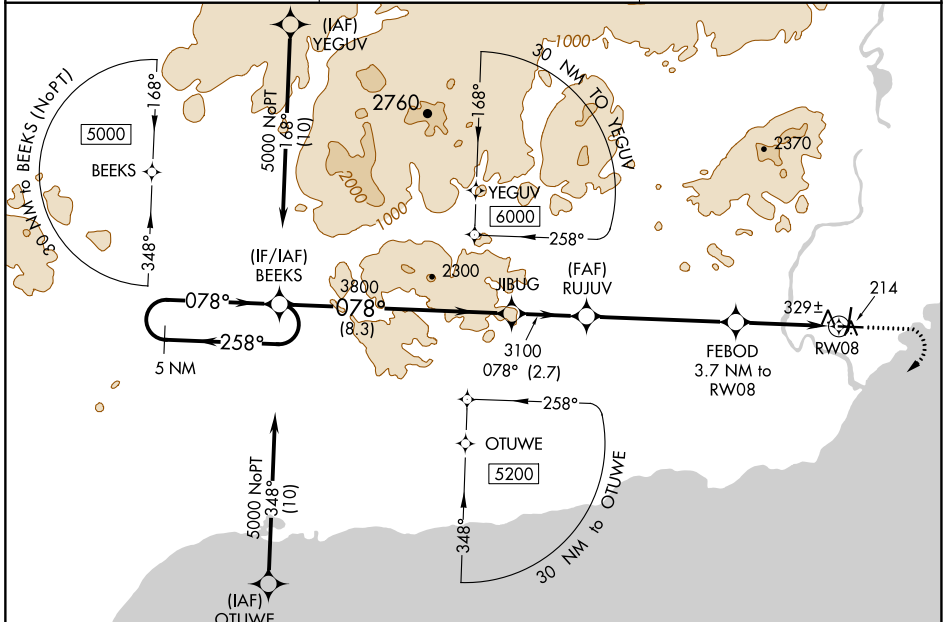 (IAF)
YEGUV
1000
30 NM TO YEGUV
30 NM to BEEKS (NoPT)
168°
5000
BEEKS
348°
5000 NoPT
168°
(10)
2760
2000
1000
168°
YEGUV
6000
258°
2370
(IF/IAF)
BEEKS
2300
3800
078°
078°
(8.3)
258°
5 NM
JIBUG
(FAF)
RUJUV
3100
078° (2.7)
FEBOD
3.7 NM to
RW08
329±
214
RW08
258°
OTUWE
5200
348°
30 NM to OTUWE
5000 NoPT
348°
(10)
(IAF)
OTUWE